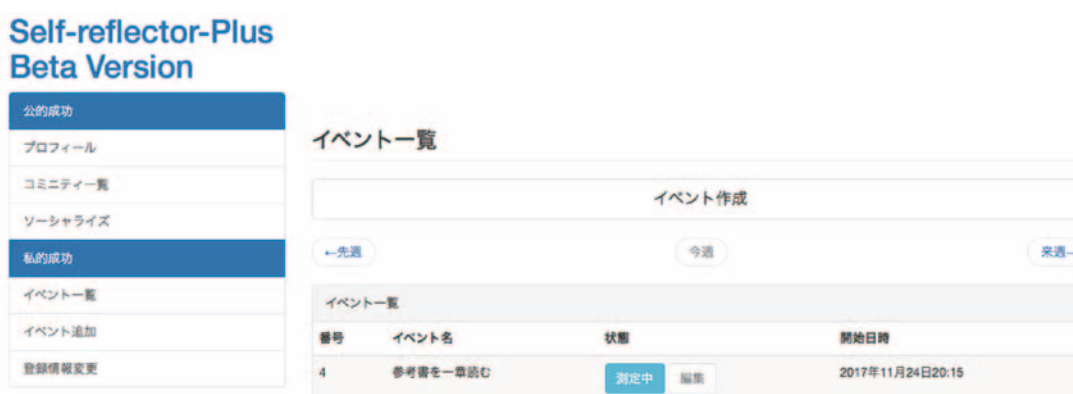 Self-reflector-Plus
Beta Version
公的成功
プロフィール
コミニティ一覧
ソーシャライズ
私的成功
イベント一覧
イベント追加
登録情報変更
イベント一覧
イベント作成
←先週 今週 来週→
イベント一覧
番号 イベント名 状態 開始日時
4 参考書を一章読む 測定中 編集 2017年11月24日20:15